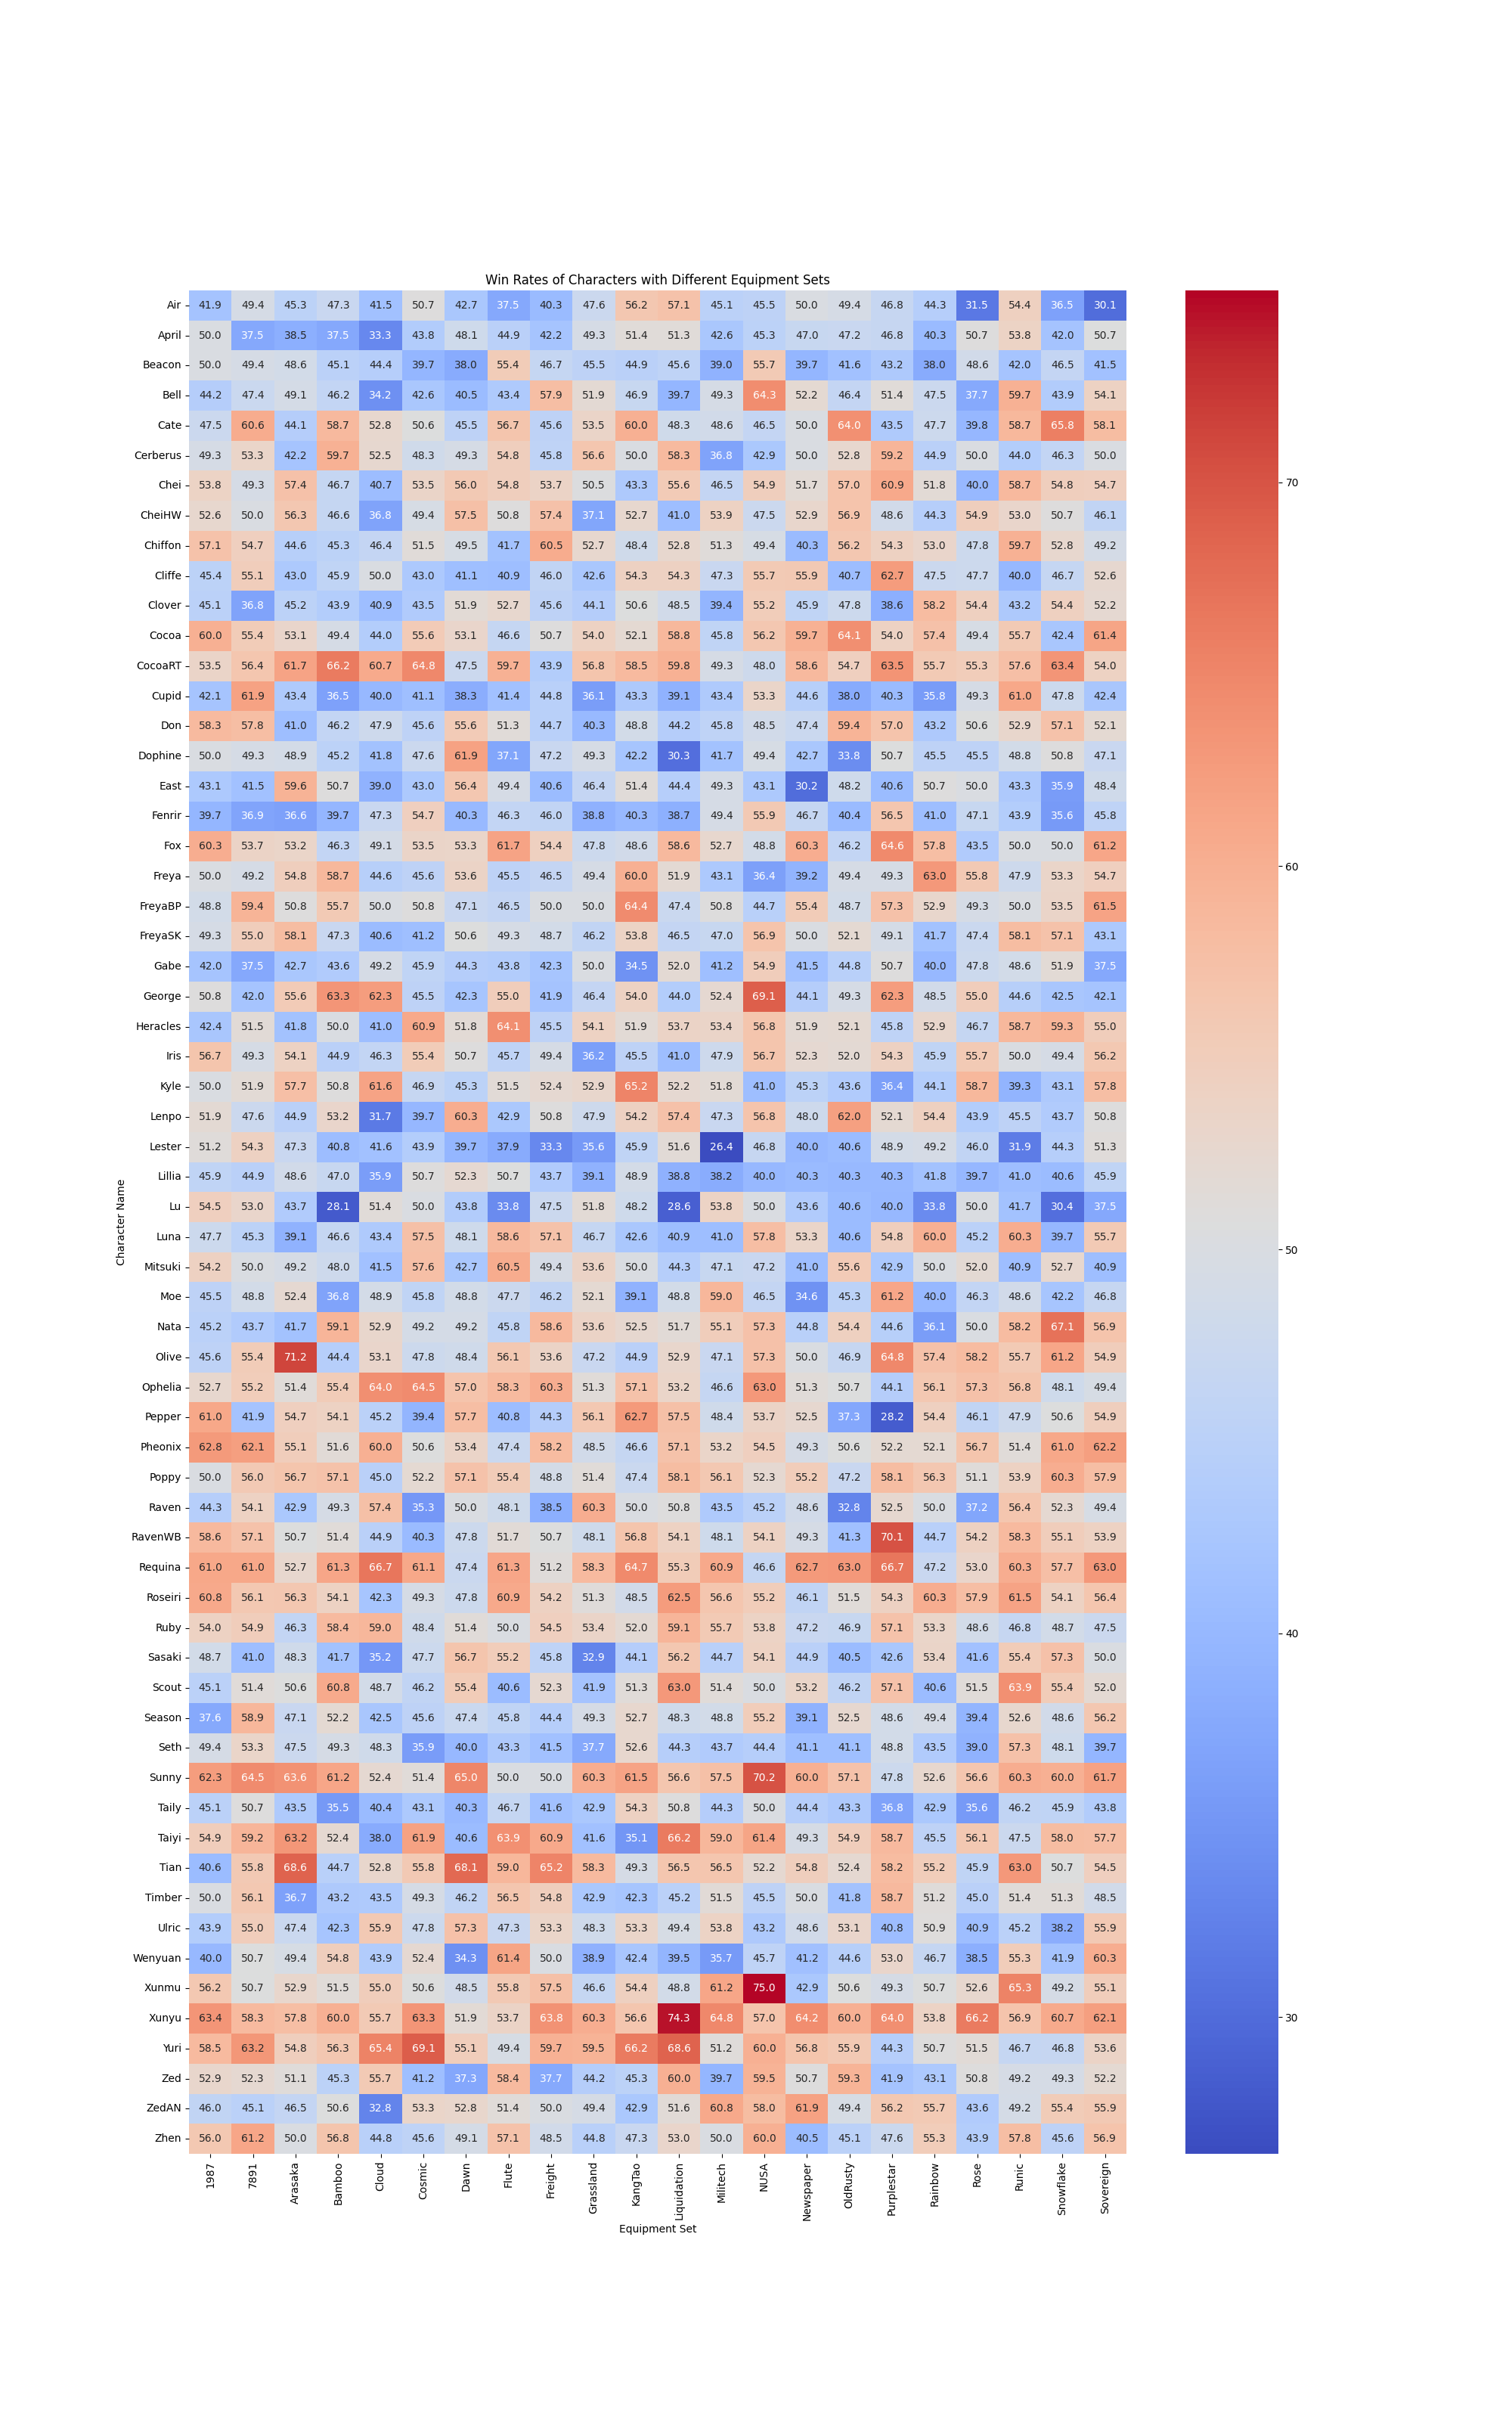 Win Rates of Characters with Different Equipment Sets
Air 41.9 49.4 45.3 47.3 41.5 50.7 42.7 37.5 40.3 47.6 56.2 57.1 45.1 45.5 50.0 49.4 46.8 44.3 31.5 54.4 36.5 30.1
April 50.0 37.5 38.5 37.5 33.3 43.8 48.1 44.9 42.2 49.3 51.4 51.3 42.6 45.3 47.0 47.2 46.8 40.3 50.7 53.8 42.0 50.7
Beacon 50.0 49.4 48.6 45.1 44.4 39.7 38.0 55.4 46.7 45.5 44.9 45.6 39.0 55.7 39.7 41.6 43.2 38.0 48.6 42.0 46.5 41.5
Bell 44.2 47.4 49.1 46.2 34.2 42.6 40.5 43.4 57.9 51.9 46.9 39.7 49.3 64.3 52.2 46.4 51.4 47.5 37.7 59.7 43.9 54.1
Cate 47.5 60.6 44.1 58.7 52.8 50.6 45.5 56.7 45.6 53.5 60.0 48.3 48.6 46.5 50.0 64.0 43.5 47.7 39.8 58.7 65.8 58.1
Cerberus 49.3 53.3 42.2 59.7 52.5 48.3 49.3 54.8 45.8 56.6 50.0 58.3 36.8 42.9 50.0 52.8 59.2 44.9 50.0 44.0 46.3 50.0
Chei 53.8 49.3 57.4 46.7 40.7 53.5 56.0 54.8 53.7 50.5 43.3 55.6 46.5 54.9 51.7 57.0 60.9 51.8 40.0 58.7 54.8 54.7
CheiHW 52.6 50.0 56.3 46.6 36.8 49.4 57.5 50.8 57.4 37.1 52.7 41.0 53.9 47.5 52.9 56.9 48.6 44.3 54.9 53.0 50.7 46.1
Chiffon 57.1 54.7 44.6 45.3 46.4 51.5 49.5 41.7 60.5 52.7 48.4 52.8 51.3 49.4 40.3 56.2 54.3 53.0 47.8 59.7 52.8 49.2
Cliffe 45.4 55.1 43.0 45.9 50.0 43.0 41.1 40.9 46.0 42.6 54.3 54.3 47.3 55.7 55.9 40.7 62.7 47.5 47.7 40.0 46.7 52.6
Clover 45.1 36.8 45.2 43.9 40.9 43.5 51.9 52.7 45.6 44.1 50.6 48.5 39.4 55.2 45.9 47.8 38.6 58.2 54.4 43.2 54.4 52.2
Cocoa 60.0 55.4 53.1 49.4 44.0 55.6 53.1 46.6 50.7 54.0 52.1 58.8 45.8 56.2 59.7 64.1 54.0 57.4 49.4 55.7 42.4 61.4
CocoaRT 53.5 56.4 61.7 66.2 60.7 64.8 47.5 59.7 43.9 56.8 58.5 59.8 49.3 48.0 58.6 54.7 63.5 55.7 55.3 57.6 63.4 54.0
Cupid 42.1 61.9 43.4 36.5 40.0 41.1 38.3 41.4 44.8 36.1 43.3 39.1 43.4 53.3 44.6 38.0 40.3 35.8 49.3 61.0 47.8 42.4
Don 58.3 57.8 41.0 46.2 47.9 45.6 55.6 51.3 44.7 40.3 48.8 44.2 45.8 48.5 47.4 59.4 57.0 43.2 50.6 52.9 57.1 52.1
Dophine 50.0 49.3 48.9 45.2 41.8 47.6 61.9 37.1 47.2 49.3 42.2 30.3 41.7 49.4 42.7 33.8 50.7 45.5 45.5 48.8 50.8 47.1
East 43.1 41.5 59.6 50.7 39.0 43.0 56.4 49.4 40.6 46.4 51.4 44.4 49.3 43.1 30.2 48.2 40.6 50.7 50.0 43.3 35.9 48.4
Fenrir 39.7 36.9 36.6 39.7 47.3 54.7 40.3 46.3 46.0 38.8 40.3 38.7 49.4 55.9 46.7 40.4 56.5 41.0 47.1 43.9 35.6 45.8
Fox 60.3 53.7 53.2 46.3 49.1 53.5 53.3 61.7 54.4 47.8 48.6 58.6 52.7 48.8 60.3 46.2 64.6 57.8 43.5 50.0 50.0 61.2
Freya 50.0 49.2 54.8 58.7 44.6 45.6 53.6 45.5 46.5 49.4 60.0 51.9 43.1 36.4 39.2 49.4 49.3 63.0 55.8 47.9 53.3 54.7
FreyaBP 48.8 59.4 50.8 55.7 50.0 50.8 47.1 46.5 50.0 50.0 64.4 47.4 50.8 44.7 55.4 48.7 57.3 52.9 49.3 50.0 53.5 61.5
FreyaSK 49.3 55.0 58.1 47.3 40.6 41.2 50.6 49.3 48.7 46.2 53.8 46.5 47.0 56.9 50.0 52.1 49.1 41.7 47.4 58.1 57.1 43.1
Gabe 42.0 37.5 42.7 43.6 49.2 45.9 44.3 43.8 42.3 50.0 34.5 52.0 41.2 54.9 41.5 44.8 50.7 40.0 47.8 48.6 51.9 37.5
George 50.8 42.0 55.6 63.3 62.3 45.5 42.3 55.0 41.9 46.4 54.0 44.0 52.4 69.1 44.1 49.3 62.3 48.5 55.0 44.6 42.5 42.1
Heracles 42.4 51.5 41.8 50.0 41.0 60.9 51.8 64.1 45.5 54.1 51.9 53.7 53.4 56.8 51.9 52.1 45.8 52.9 46.7 58.7 59.3 55.0
Iris 56.7 49.3 54.1 44.9 46.3 55.4 50.7 45.7 49.4 36.2 45.5 41.0 47.9 56.7 52.3 52.0 54.3 45.9 55.7 50.0 49.4 56.2
Kyle 50.0 51.9 57.7 50.8 61.6 46.9 45.3 51.5 52.4 52.9 65.2 52.2 51.8 41.0 45.3 43.6 36.4 44.1 58.7 39.3 43.1 57.8
Lenpo 51.9 47.6 44.9 53.2 31.7 39.7 60.3 42.9 50.8 47.9 54.2 57.4 47.3 56.8 48.0 62.0 52.1 54.4 43.9 45.5 43.7 50.8
Lester 51.2 54.3 47.3 40.8 41.6 43.9 39.7 37.9 33.3 35.6 45.9 51.6 26.4 46.8 40.0 40.6 48.9 49.2 46.0 31.9 44.3 51.3
Lillia 45.9 44.9 48.6 47.0 35.9 50.7 52.3 50.7 43.7 39.1 48.9 38.8 38.2 40.0 40.3 40.3 40.3 41.8 39.7 41.0 40.6 45.9
Lu 54.5 53.0 43.7 28.1 51.4 50.0 43.8 33.8 47.5 51.8 48.2 28.6 53.8 50.0 43.6 40.6 40.0 33.8 50.0 41.7 30.4 37.5
Luna 47.7 45.3 39.1 46.6 43.4 57.5 48.1 58.6 57.1 46.7 42.6 40.9 41.0 57.8 53.3 40.6 54.8 60.0 45.2 60.3 39.7 55.7
Mitsuki 54.2 50.0 49.2 48.0 41.5 57.6 42.7 60.5 49.4 53.6 50.0 44.3 47.1 47.2 41.0 55.6 42.9 50.0 52.0 40.9 52.7 40.9
Moe 45.5 48.8 52.4 36.8 48.9 45.8 48.8 47.7 46.2 52.1 39.1 48.8 59.0 46.5 34.6 45.3 61.2 40.0 46.3 48.6 42.2 46.8
Nata 45.2 43.7 41.7 59.1 52.9 49.2 49.2 45.8 58.6 53.6 52.5 51.7 55.1 57.3 44.8 54.4 44.6 36.1 50.0 58.2 67.1 56.9
Olive 45.6 55.4 71.2 44.4 53.1 47.8 48.4 56.1 53.6 47.2 44.9 52.9 47.1 57.3 50.0 46.9 64.8 57.4 58.2 55.7 61.2 54.9
Ophelia 52.7 55.2 51.4 55.4 64.0 64.5 57.0 58.3 60.3 51.3 57.1 53.2 46.6 63.0 51.3 50.7 44.1 56.1 57.3 56.8 48.1 49.4
Pepper 61.0 41.9 54.7 54.1 45.2 39.4 57.7 40.8 44.3 56.1 62.7 57.5 48.4 53.7 52.5 37.3 28.2 54.4 46.1 47.9 50.6 54.9
Pheonix 62.8 62.1 55.1 51.6 60.0 50.6 53.4 47.4 58.2 48.5 46.6 57.1 53.2 54.5 49.3 50.6 52.2 52.1 56.7 51.4 61.0 62.2
Poppy 50.0 56.0 56.7 57.1 45.0 52.2 57.1 55.4 48.8 51.4 47.4 58.1 56.1 52.3 55.2 47.2 58.1 56.3 51.1 53.9 60.3 57.9
Raven 44.3 54.1 42.9 49.3 57.4 35.3 50.0 48.1 38.5 60.3 50.0 50.8 43.5 45.2 48.6 32.8 52.5 50.0 37.2 56.4 52.3 49.4
RavenWB 58.6 57.1 50.7 51.4 44.9 40.3 47.8 51.7 50.7 48.1 56.8 54.1 48.1 54.1 49.3 41.3 70.1 44.7 54.2 58.3 55.1 53.9
Requina 61.0 61.0 52.7 61.3 66.7 61.1 47.4 61.3 51.2 58.3 64.7 55.3 60.9 46.6 62.7 63.0 66.7 47.2 53.0 60.3 57.7 63.0
Roseiri 60.8 56.1 56.3 54.1 42.3 49.3 47.8 60.9 54.2 51.3 48.5 62.5 56.6 55.2 46.1 51.5 54.3 60.3 57.9 61.5 54.1 56.4
Ruby 54.0 54.9 46.3 58.4 59.0 48.4 51.4 50.0 54.5 53.4 52.0 59.1 55.7 53.8 47.2 46.9 57.1 53.3 48.6 46.8 48.7 47.5
Sasaki 48.7 41.0 48.3 41.7 35.2 47.7 56.7 55.2 45.8 32.9 44.1 56.2 44.7 54.1 44.9 40.5 42.6 53.4 41.6 55.4 57.3 50.0
Scout 45.1 51.4 50.6 60.8 48.7 46.2 55.4 40.6 52.3 41.9 51.3 63.0 51.4 50.0 53.2 46.2 57.1 40.6 51.5 63.9 55.4 52.0
Season 37.6 58.9 47.1 52.2 42.5 45.6 47.4 45.8 44.4 49.3 52.7 48.3 48.8 55.2 39.1 52.5 48.6 49.4 39.4 52.6 48.6 56.2
Seth 49.4 53.3 47.5 49.3 48.3 35.9 40.0 43.3 41.5 37.7 52.6 44.3 43.7 44.4 41.1 41.1 48.8 43.5 39.0 57.3 48.1 39.7
Sunny 62.3 64.5 63.6 61.2 52.4 51.4 65.0 50.0 50.0 60.3 61.5 56.6 57.5 70.2 60.0 57.1 47.8 52.6 56.6 60.3 60.0 61.7
Taily 45.1 50.7 43.5 35.5 40.4 43.1 40.3 46.7 41.6 42.9 54.3 50.8 44.3 50.0 44.4 43.3 36.8 42.9 35.6 46.2 45.9 43.8
Taiyi 54.9 59.2 63.2 52.4 38.0 61.9 40.6 63.9 60.9 41.6 35.1 66.2 59.0 61.4 49.3 54.9 58.7 45.5 56.1 47.5 58.0 57.7
Tian 40.6 55.8 68.6 44.7 52.8 55.8 68.1 59.0 65.2 58.3 49.3 56.5 56.5 52.2 54.8 52.4 58.2 55.2 45.9 63.0 50.7 54.5
Timber 50.0 56.1 36.7 43.2 43.5 49.3 46.2 56.5 54.8 42.9 42.3 45.2 51.5 45.5 50.0 41.8 58.7 51.2 45.0 51.4 51.3 48.5
Ulric 43.9 55.0 47.4 42.3 55.9 47.8 57.3 47.3 53.3 48.3 53.3 49.4 53.8 43.2 48.6 53.1 40.8 50.9 40.9 45.2 38.2 55.9
Wenyuan 40.0 50.7 49.4 54.8 43.9 52.4 34.3 61.4 50.0 38.9 42.4 39.5 35.7 45.7 41.2 44.6 53.0 46.7 38.5 55.3 41.9 60.3
Xunmu 56.2 50.7 52.9 51.5 55.0 50.6 48.5 55.8 57.5 46.6 54.4 48.8 61.2 75.0 42.9 50.6 49.3 50.7 52.6 65.3 49.2 55.1
Xunyu 63.4 58.3 57.8 60.0 55.7 63.3 51.9 53.7 63.8 60.3 56.6 74.3 64.8 57.0 64.2 60.0 64.0 53.8 66.2 56.9 60.7 62.1
Yuri 58.5 63.2 54.8 56.3 65.4 69.1 55.1 49.4 59.7 59.5 66.2 68.6 51.2 60.0 56.8 55.9 44.3 50.7 51.5 46.7 46.8 53.6
Zed 52.9 52.3 51.1 45.3 55.7 41.2 37.3 58.4 37.7 44.2 45.3 60.0 39.7 59.5 50.7 59.3 41.9 43.1 50.8 49.2 49.3 52.2
ZedAN 46.0 45.1 46.5 50.6 32.8 53.3 52.8 51.4 50.0 49.4 42.9 51.6 60.8 58.0 61.9 49.4 56.2 55.7 43.6 49.2 55.4 55.9
Zhen 56.0 61.2 50.0 56.8 44.8 45.6 49.1 57.1 48.5 44.8 47.3 53.0 50.0 60.0 40.5 45.1 47.6 55.3 43.9 57.8 45.6 56.9
1987 7891 Arasaka Bamboo Cloud Cosmic Dawn Flute Freight Grassland KangTao Liquidation Militech NUSA Newspaper OldRusty Purplestar Rainbow Rose Runic Snowflake Sovereign
Equipment Set
Character Name
70
60
50
40
30